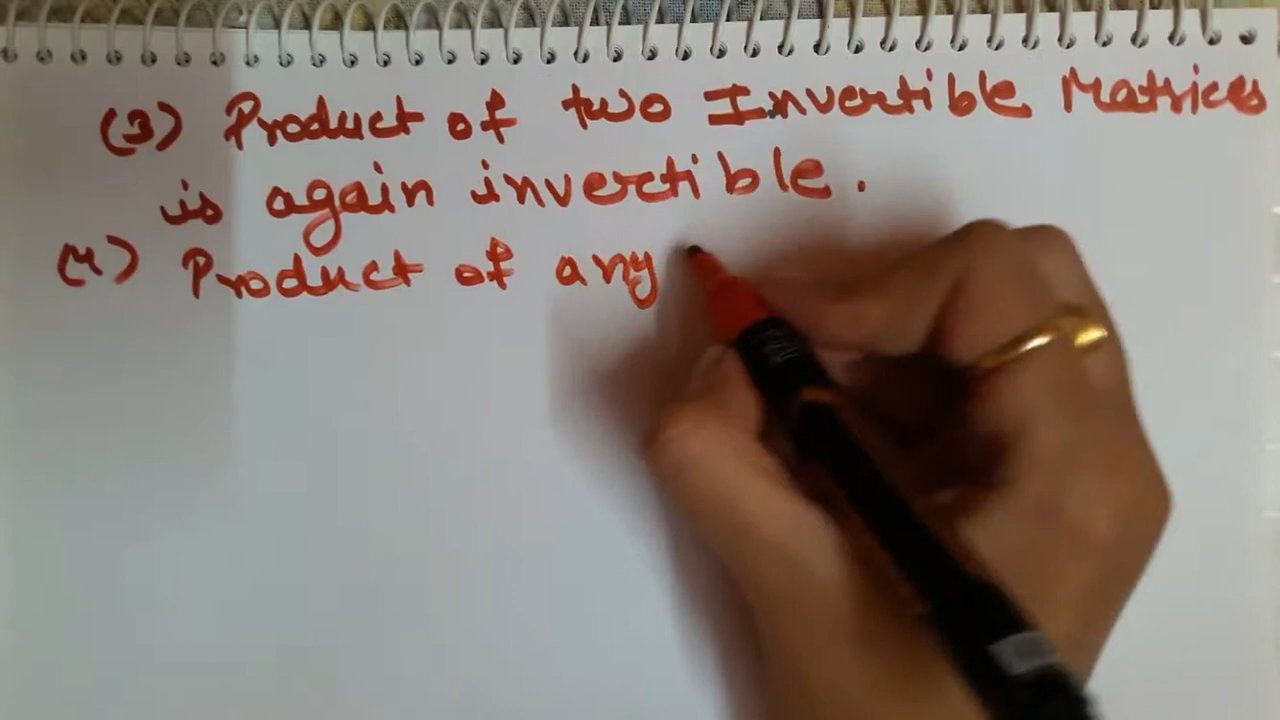 (3) Product of two Invertible Matrices
is again invertible.
(4) Product of any